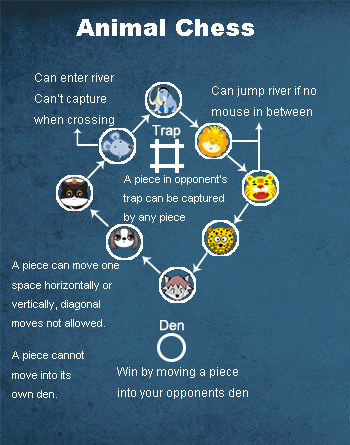 Animal Chess
Can enter river
Can't capture
when crossing
Can jump river if no
mouse in between
Trap
A piece in opponent's
trap can be captured
by any piece
A piece can move one
space horizontally or
vertically, diagonal
moves not allowed.
A piece cannot
move into its
own den.
Den
Win by moving a piece
into your opponents den